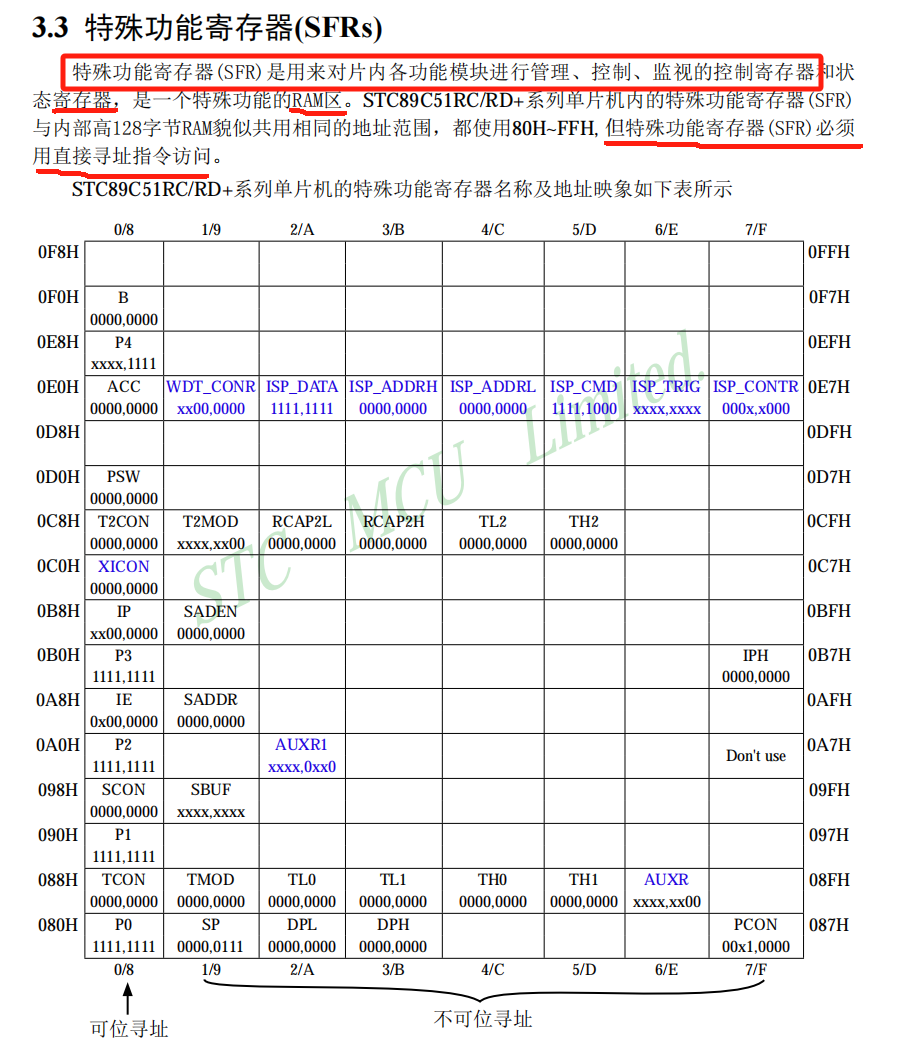 3.3 特殊功能寄存器(SFRs)
特殊功能寄存器(SFR)是用来对片内各功能模块进行管理、控制、监视的控制寄存器和状
态寄存器，是一个特殊功能的RAM区。STC89C51RC/RD+系列单片机内的特殊功能寄存器(SFR)
与内部高128字节RAM貌似共用相同的地址范围，都使用80H~FFH,但特殊功能寄存器(SFR)必须
用直接寻址指令访问。
STC89C51RC/RD+系列单片机的特殊功能寄存器名称及地址映象如下表所示
0/8 1/9 2/A 3/B 4/C 5/D 6/E 7/F
0F8H 0FFH
0F0H B 0F7H
0000,0000
0E8H P4 0EFH
xxxx,1111
0E0H ACC WDT_CONR ISP_DATA ISP_ADDRH ISP_ADDRL ISP_CMD ISP_TRIG ISP_CONTR 0E7H
0000,0000 xx00,0000 1111,1111 0000,0000 0000,0000 1111,1000 xxxx,xxxx 000x,x000
0D8H 0DFH
0D0H PSW 0D7H
0000,0000
0C8H T2CON T2MOD RCAP2L RCAP2H TL2 TH2 0CFH
0000,0000 xxxx,xx00 0000,0000 0000,0000 0000,0000 0000,0000
0C0H XICON 0C7H
0000,0000
0B8H IP SADEN 0BFH
xx00,0000 0000,0000
0B0H P3 IPH 0B7H
1111,1111 0000,0000
0A8H IE SADDR 0AFH
0x00,0000 0000,0000
0A0H P2 AUXR1 Don't use 0A7H
1111,1111 xxxx,0xx0
098H SCON SBUF 09FH
0000,0000 xxxx,xxxx
090H P1 097H
1111,1111
088H TCON TMOD TL0 TL1 TH0 TH1 AUXR 08FH
0000,0000 0000,0000 0000,0000 0000,0000 0000,0000 0000,0000 xxxx,xx00
080H P0 SP DPL DPH PCON 087H
1111,1111 0000,0111 0000,0000 0000,0000 00x1,0000
0/8 1/9 2/A 3/B 4/C 5/D 6/E 7/F
可位寻址 不可位寻址
STC MCU Limited.